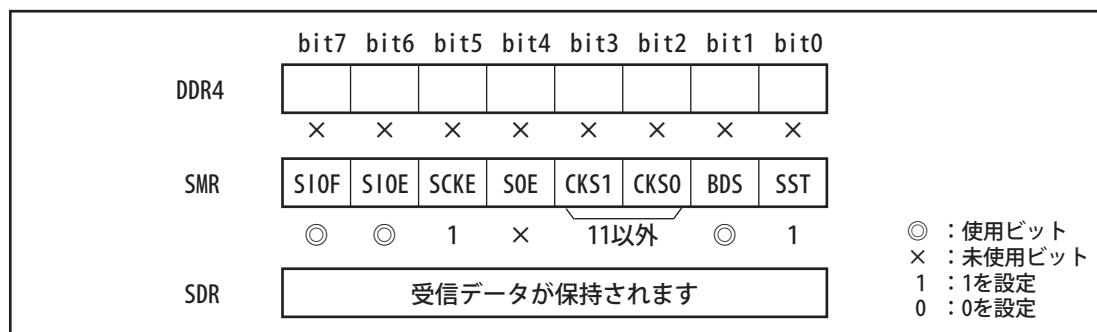 bit7 bit6 bit5 bit4 bit3 bit2 bit1 bit0
DDR4
× × × × × × × ×
SMR SIOF SIOE SCKE SOE CKS1 CKS0 BDS SST
◎ ◎ 1 × 11以外 ◎ 1
SDR 受信データが保持されます
◎ ：使用ビット
× ：未使用ビット
1 ：1を設定
0 ：0を設定